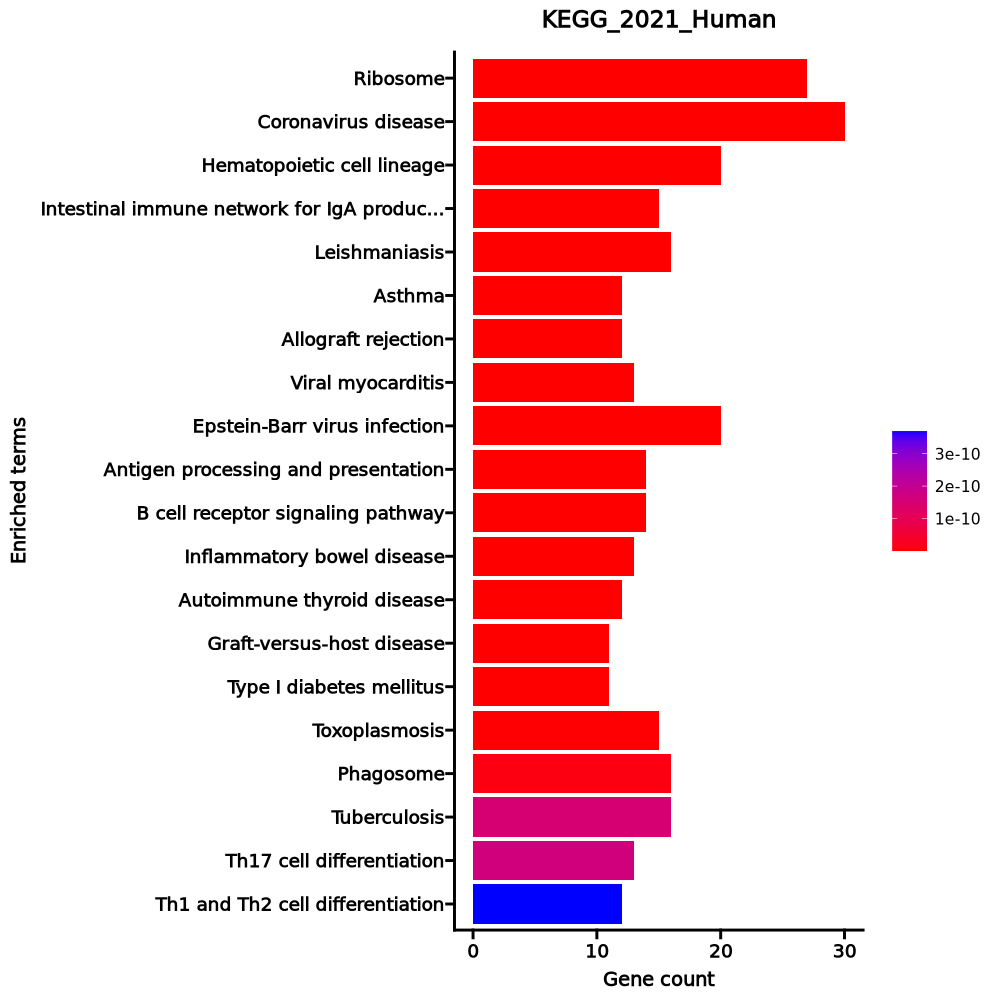 KEGG_2021_Human
Ribosome
Coronavirus disease
Hematopoietic cell lineage
Intestinal immune network for IgA produc...
Leishmaniasis
Asthma
Allograft rejection
Viral myocarditis
Epstein-Barr virus infection
Antigen processing and presentation
B cell receptor signaling pathway
Inflammatory bowel disease
Autoimmune thyroid disease
Graft-versus-host disease
Type I diabetes mellitus
Toxoplasmosis
Phagosome
Tuberculosis
Th17 cell differentiation
Th1 and Th2 cell differentiation
Enriched terms
0 10 20 30
Gene count
3e-10
2e-10
1e-10